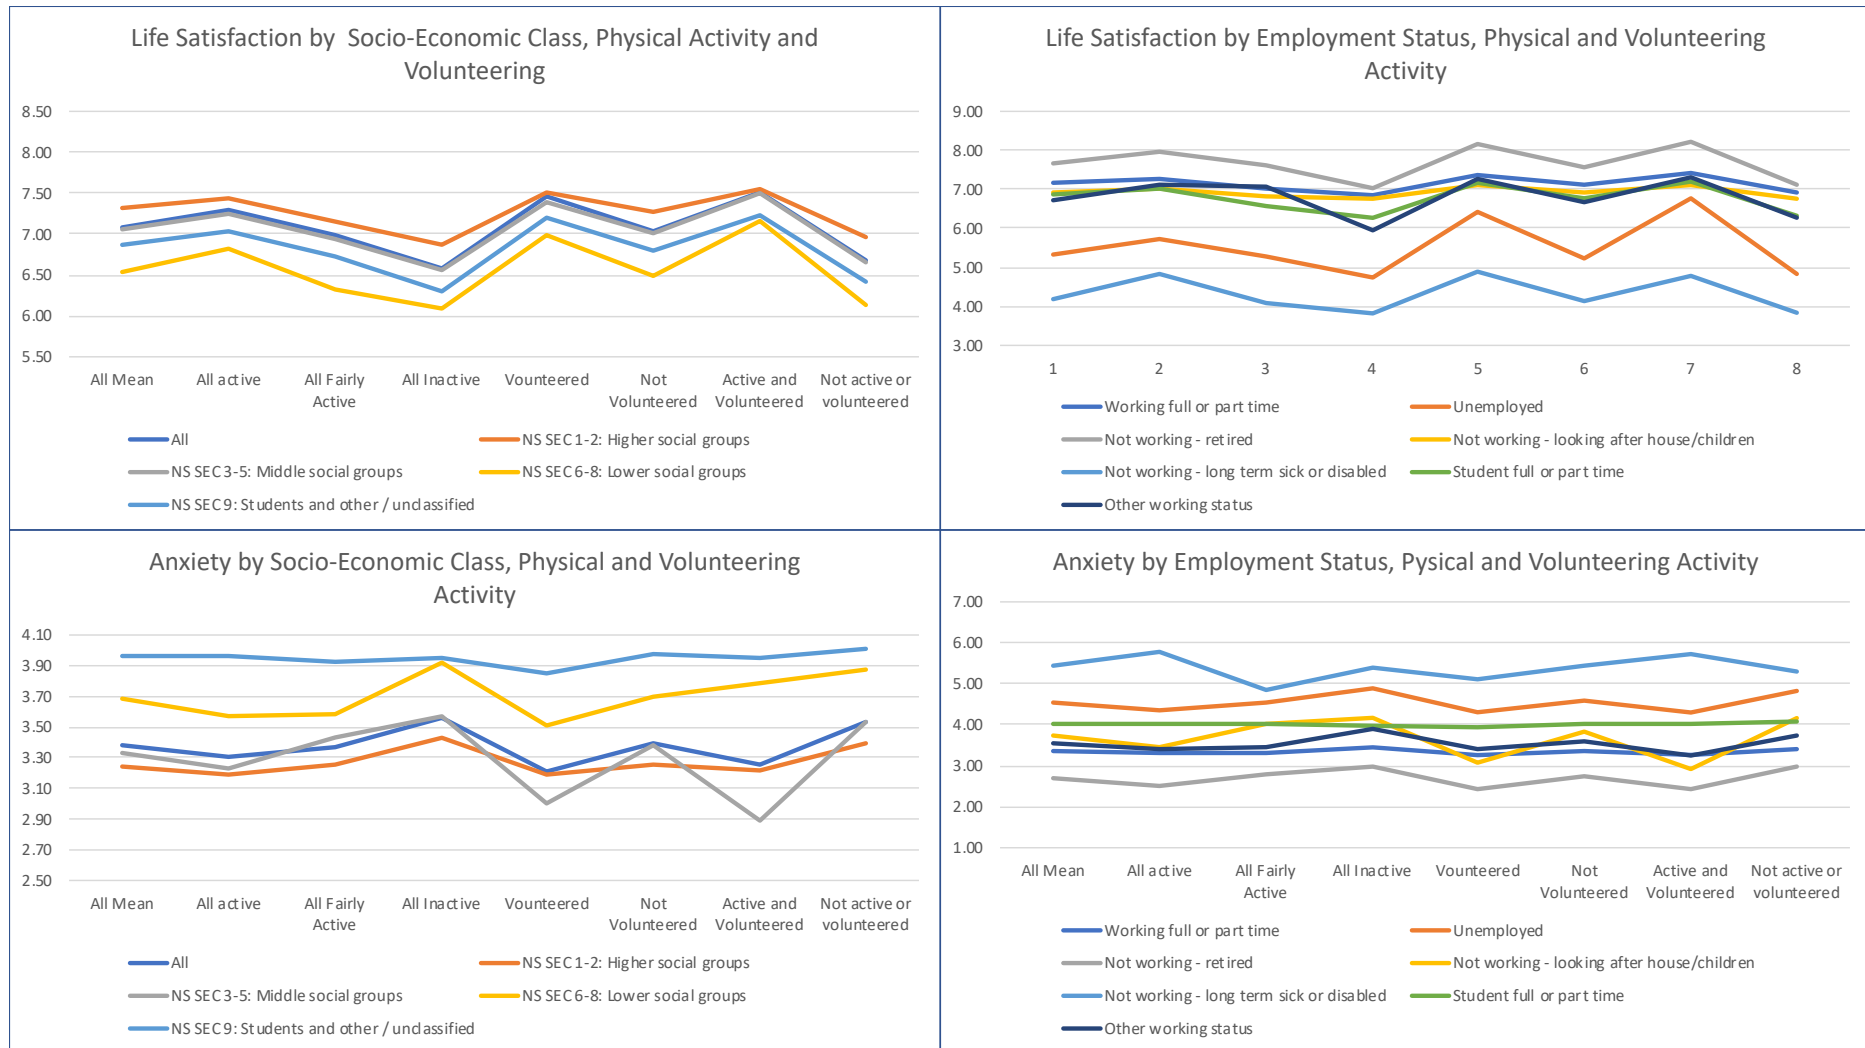 Life Satisfaction by  Socio-Economic Class, Physical Activity and
Volunteering
8.50
8.00
7.50
7.00
6.50
6.00
5.50
All Mean
All active
All Fairly
Active
All Inactive
Vounteered
Not
Volunteered
Active and
Volunteered
Not active or
volunteered
All
NS SEC 1-2: Higher social groups
NS SEC 3-5: Middle social groups
NS SEC 6-8: Lower social groups
NS SEC 9: Students and other / unclassified
Life Satisfaction by Employment Status, Physical and Volunteering
Activity
9.00
8.00
7.00
6.00
5.00
4.00
3.00
1 2 3 4 5 6 7 8
Working full or part time
Unemployed
Not working - retired
Not working - looking after house/children
Not working - long term sick or disabled
Student full or part time
Other working status
Anxiety by Socio-Economic Class, Physical and Volunteering
Activity
4.10
3.90
3.70
3.50
3.30
3.10
2.90
2.70
2.50
All Mean
All active
All Fairly
Active
All Inactive
Vounteered
Not
Volunteered
Active and
Volunteered
Not active or
volunteered
All
NS SEC 1-2: Higher social groups
NS SEC 3-5: Middle social groups
NS SEC 6-8: Lower social groups
NS SEC 9: Students and other / unclassified
Anxiety by Employment Status, Pysical and Volunteering Activity
7.00
6.00
5.00
4.00
3.00
2.00
1.00
All Mean
All active
All Fairly
Active
All Inactive
Vounteered
Not
Volunteered
Active and
Volunteered
Not active or
volunteered
Working full or part time
Unemployed
Not working - retired
Not working - looking after house/children
Not working - long term sick or disabled
Student full or part time
Other working status